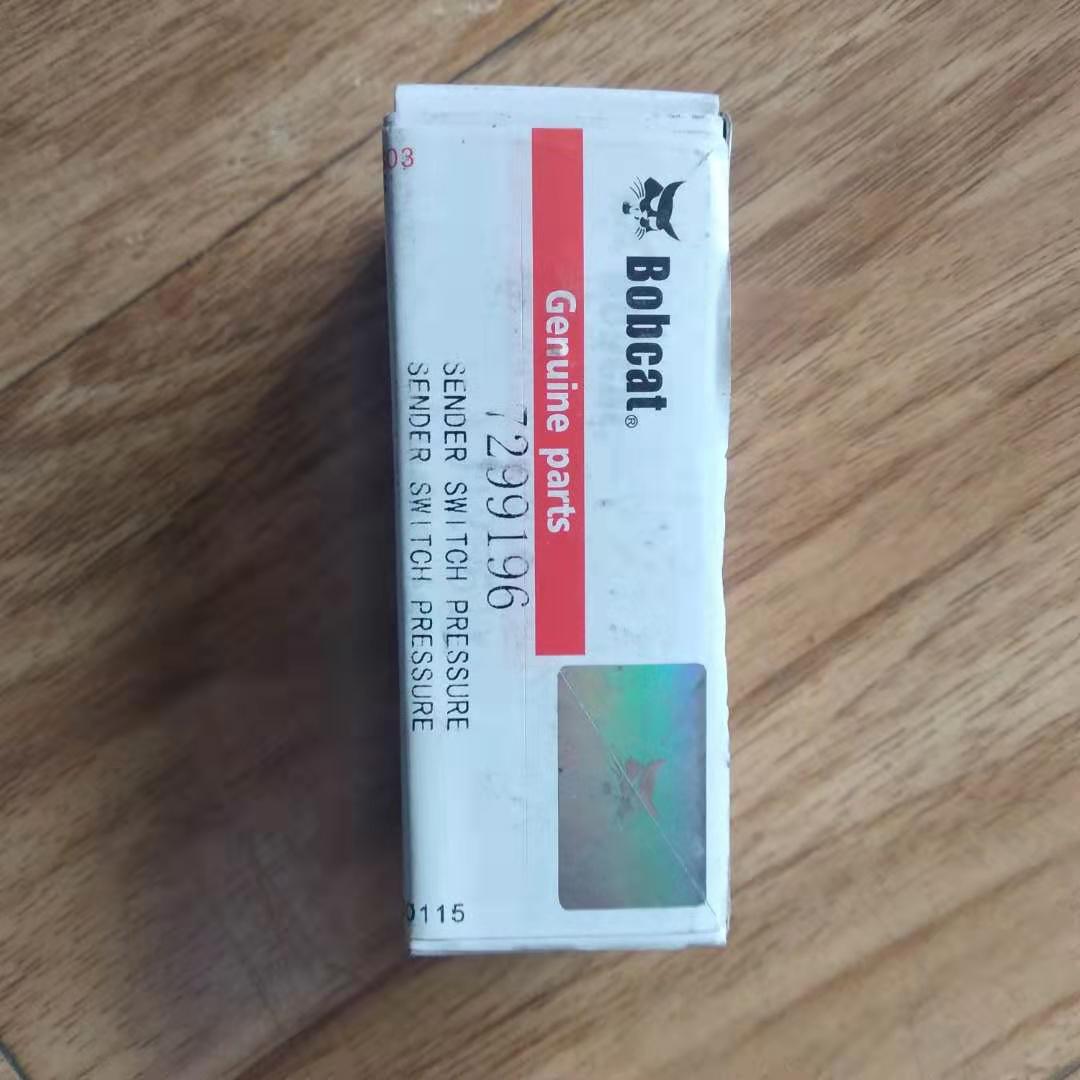 Bobcat®
Genuine parts
7299196
SENDER SWITCH PRESSURE
SENDER SWITCH PRESSURE
03
0115